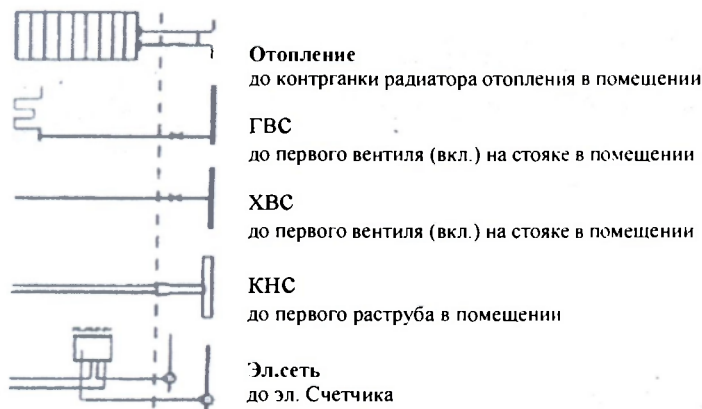 Отопление
до контрганки радиатора отопления в помещении
ГВС
до первого вентиля (вкл.) на стояке в помещении
ХВС
до первого вентиля (вкл.) на стояке в помещении
КНС
до первого раструба в помещении
Эл.сеть
до эл. Счетчика